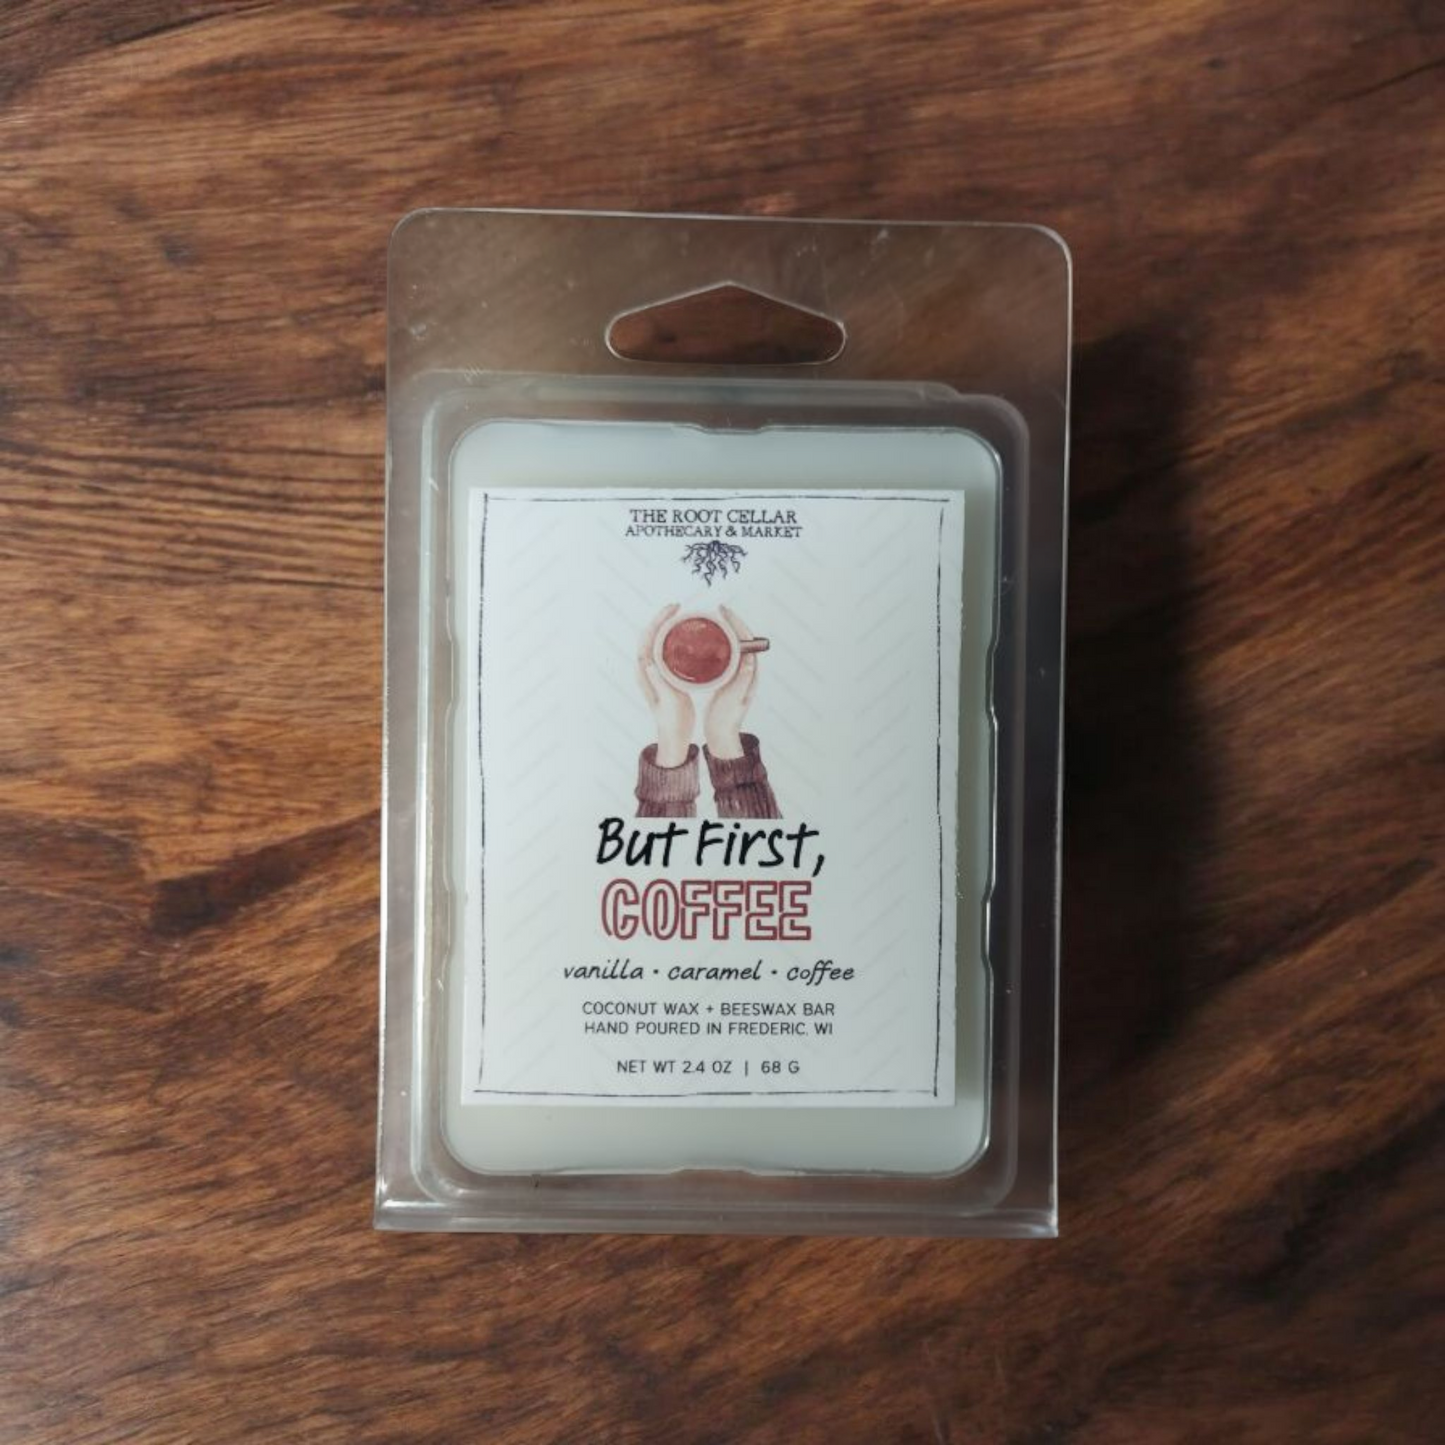 THE ROOT CELLAR
APOTHECARY & MARKET
But First,
COFFEE
vanilla • caramel • coffee
COCONUT WAX + BEESWAX BAR
HAND POURED IN FREDERIC, WI
NET WT 2.4 OZ | 68 G